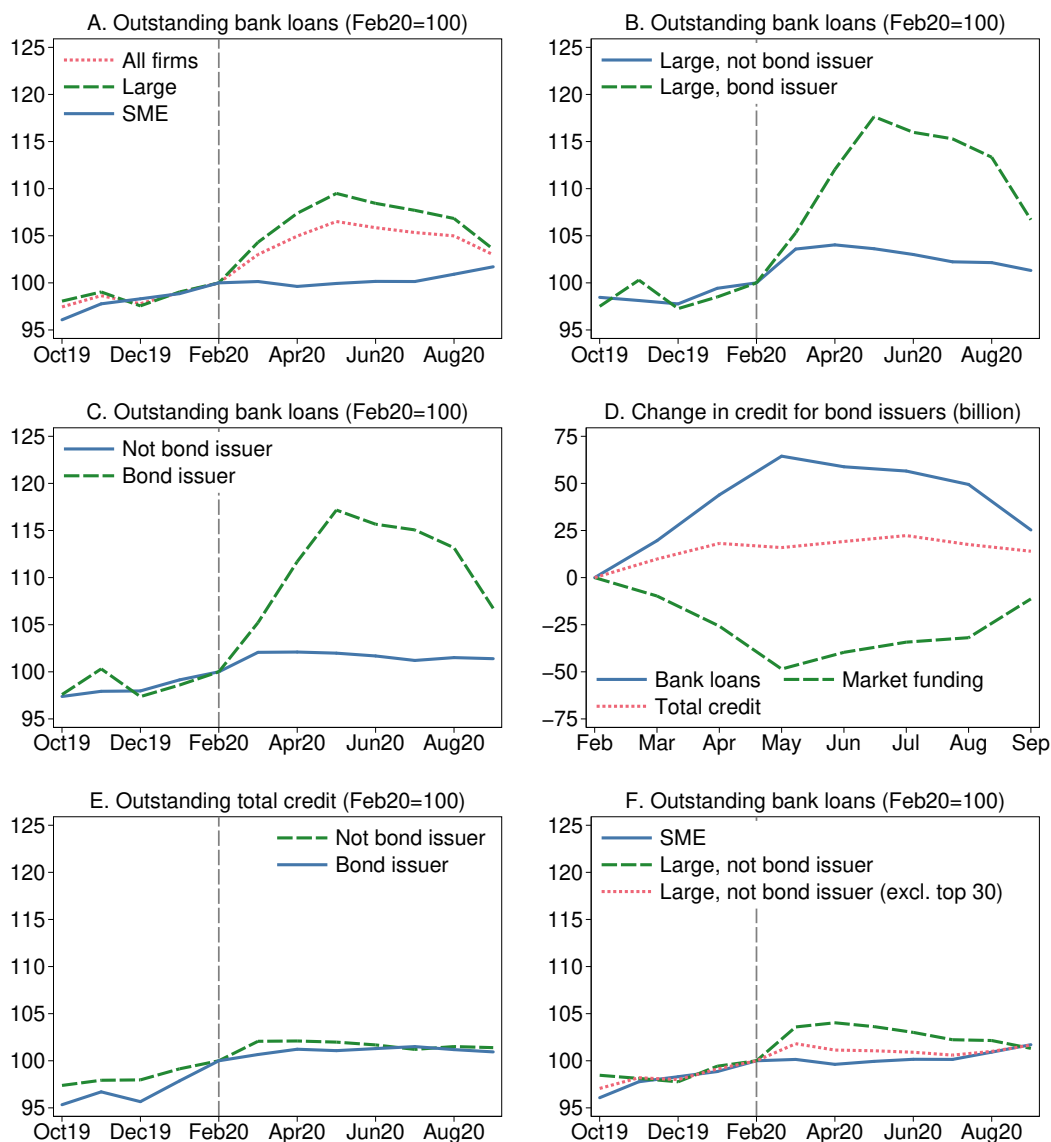 A. Outstanding bank loans (Feb20=100)
125
120
115
110
105
100
95
Oct19 Dec19 Feb20 Apr20 Jun20 Aug20
All firms
Large
SME
B. Outstanding bank loans (Feb20=100)
125
120
115
110
105
100
95
Oct19 Dec19 Feb20 Apr20 Jun20 Aug20
Large, not bond issuer
Large, bond issuer
C. Outstanding bank loans (Feb20=100)
125
120
115
110
105
100
95
Oct19 Dec19 Feb20 Apr20 Jun20 Aug20
Not bond issuer
Bond issuer
D. Change in credit for bond issuers (billion)
75
50
25
0
−25
−50
−75
Feb Mar Apr May Jun Jul Aug Sep
Bank loans Market funding
Total credit
E. Outstanding total credit (Feb20=100)
125
120
115
110
105
100
95
Oct19 Dec19 Feb20 Apr20 Jun20 Aug20
Not bond issuer
Bond issuer
F. Outstanding bank loans (Feb20=100)
125
120
115
110
105
100
95
Oct19 Dec19 Feb20 Apr20 Jun20 Aug20
SME
Large, not bond issuer
Large, not bond issuer (excl. top 30)